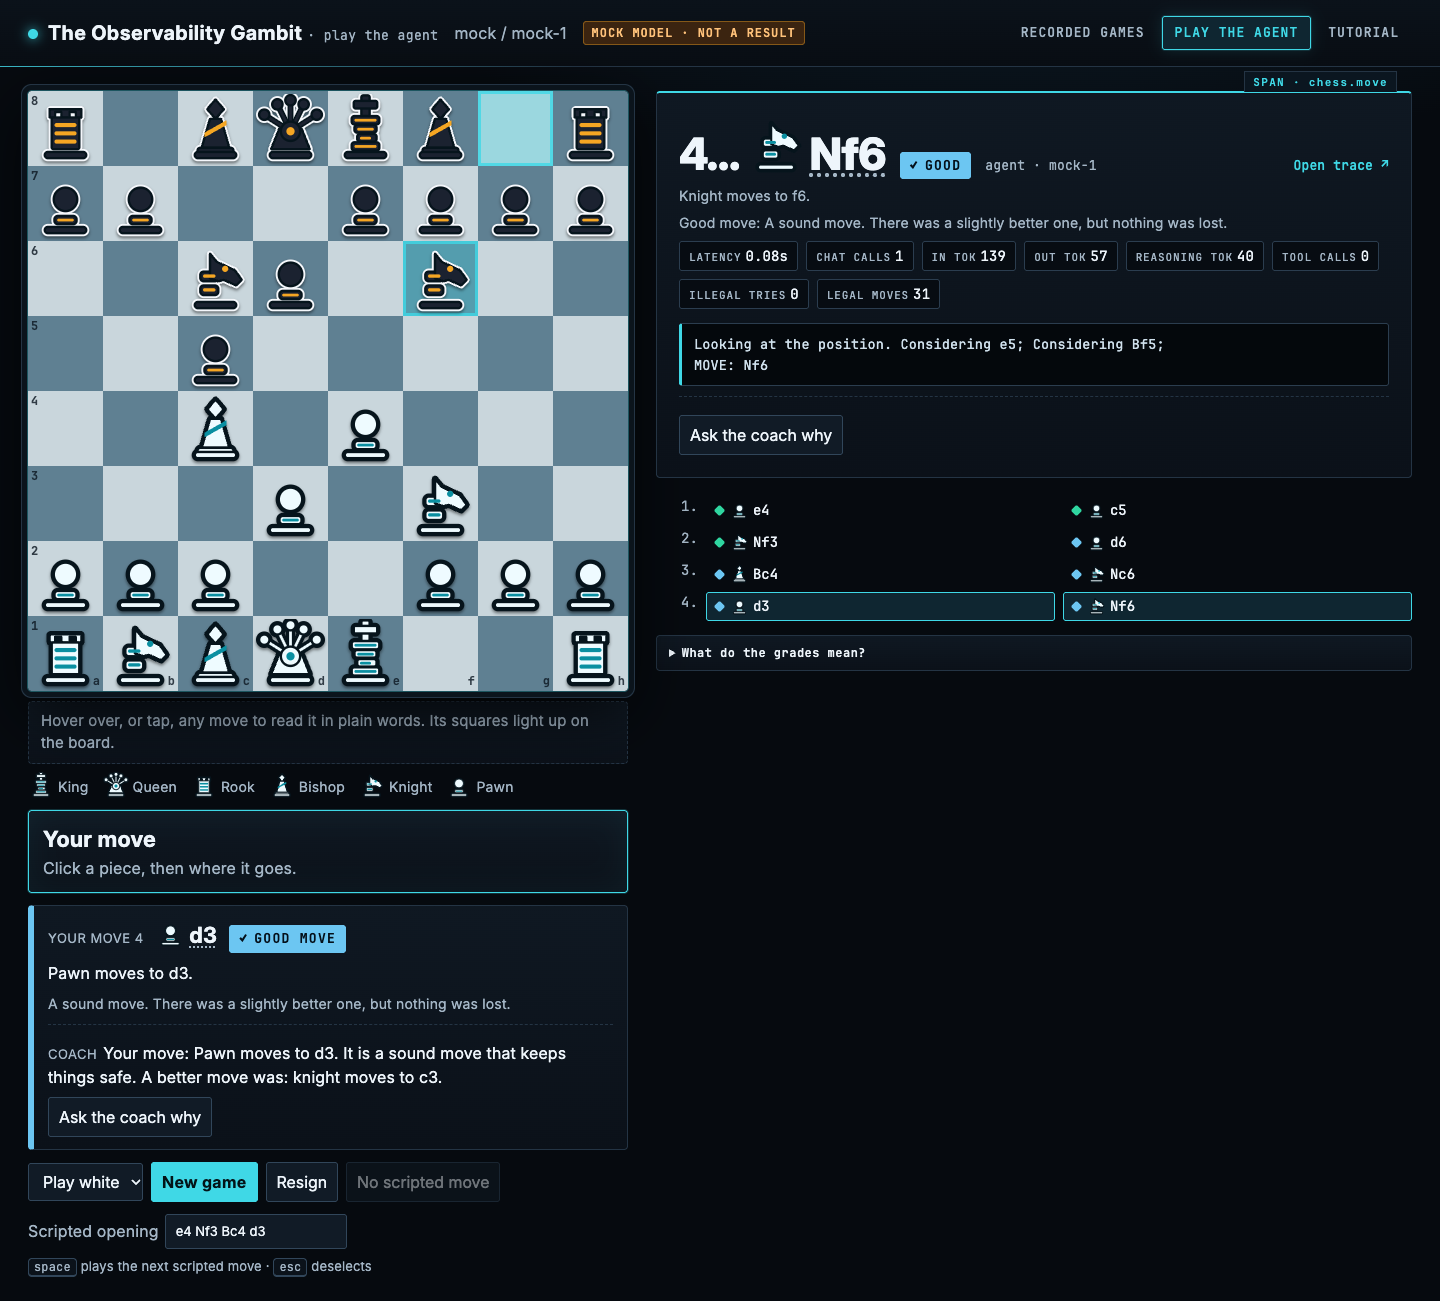 The Observability Gambit · play the agent mock / mock-1 MOCK MODEL · NOT A RESULT RECORDED GAMES PLAY THE AGENT TUTORIAL
8
7
6
5
4
3
2
1
a b c d e f g h
Hover over, or tap, any move to read it in plain words. Its squares light up on
the board.
King Queen Rook Bishop Knight Pawn
Your move
Click a piece, then where it goes.
YOUR MOVE 4 d3 ✓ GOOD MOVE
Pawn moves to d3.
A sound move. There was a slightly better one, but nothing was lost.
COACH Your move: Pawn moves to d3. It is a sound move that keeps
things safe. A better move was: knight moves to c3.
Ask the coach why
Play white New game Resign No scripted move
Scripted opening e4 Nf3 Bc4 d3
space plays the next scripted move · esc deselects
SPAN · chess.move
4... Nf6 ✓ GOOD agent · mock-1 Open trace ↗
Knight moves to f6.
Good move: A sound move. There was a slightly better one, but nothing was lost.
LATENCY 0.08s CHAT CALLS 1 IN TOK 139 OUT TOK 57 REASONING TOK 40 TOOL CALLS 0
ILLEGAL TRIES 0 LEGAL MOVES 31
Looking at the position. Considering e5; Considering Bf5;
MOVE: Nf6
Ask the coach why
1. e4 c5
2. Nf3 d6
3. Bc4 Nc6
4. d3 Nf6
▶ What do the grades mean?